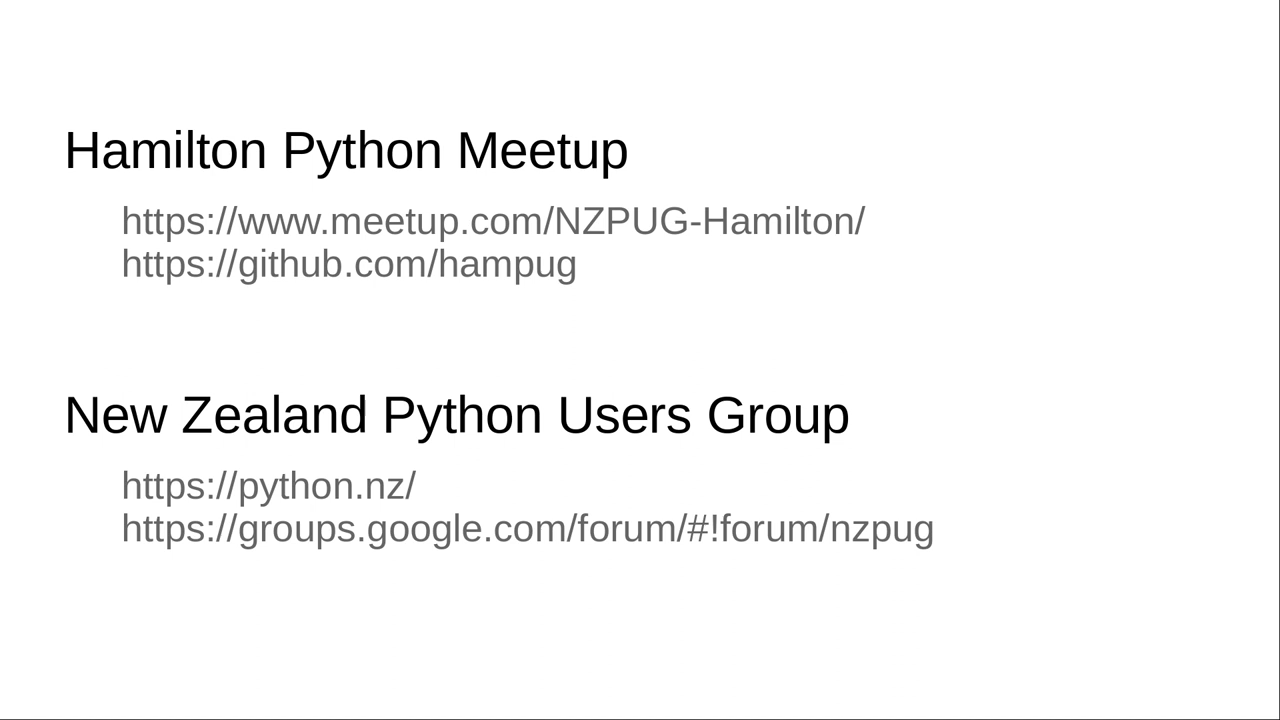 Hamilton Python Meetup
https://www.meetup.com/NZPUG-Hamilton/
https://github.com/hampug
New Zealand Python Users Group
https://python.nz/
https://groups.google.com/forum/#!forum/nzpug